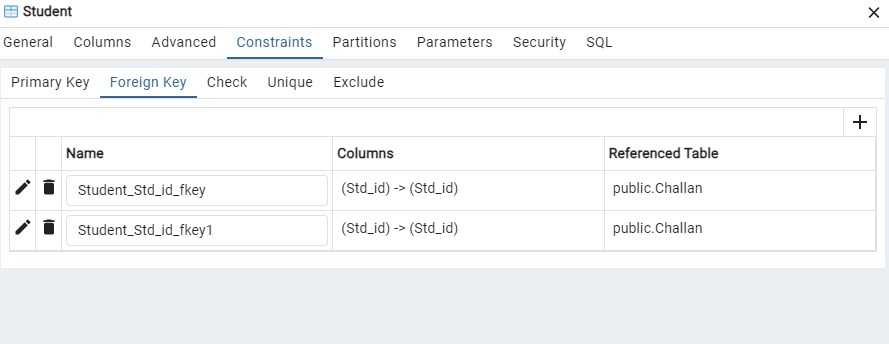 Student
General Columns Advanced Constraints Partitions Parameters Security SQL
Primary Key Foreign Key Check Unique Exclude
Name Columns Referenced Table
Student_Std_id_fkey (Std_id) -> (Std_id) public.Challan
Student_Std_id_fkey1 (Std_id) -> (Std_id) public.Challan